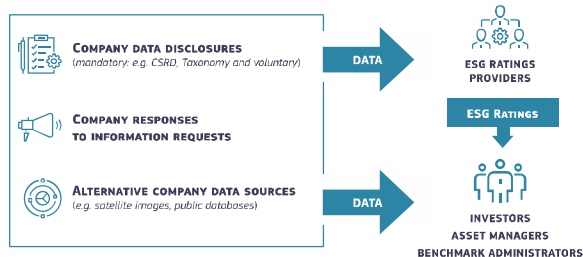 COMPANY DATA DISCLOSURES
(mandatory: e.g. CSRD, Taxonomy and voluntary)
COMPANY RESPONSES
TO INFORMATION REQUESTS
ALTERNATIVE COMPANY DATA SOURCES
(e.g. satellite images, public databases)
DATA
DATA
ESG RATINGS
PROVIDERS
ESG RATINGS
INVESTORS
ASSET MANAGERS
BENCHMARK ADMINISTRATORS